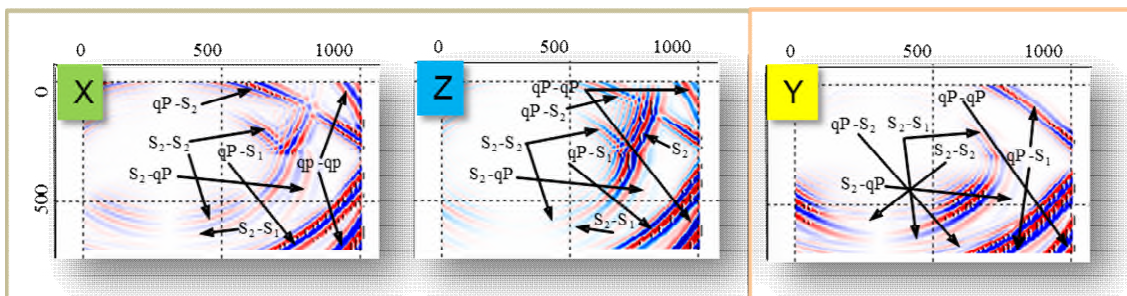 0 500 1000
X
0
500
qP-S2
S2-S2
qP-S1
qp-qp
S2-qP
S2-S1
0 500 1000
Z
qP-qP
qP-S2
S2-S2
qP-S1
S2
S2-qP
S2-S1
0 500 1000
Y
qP-qP
qP-S2
S2-S1
S2-S2
qP-S1
S2-qP